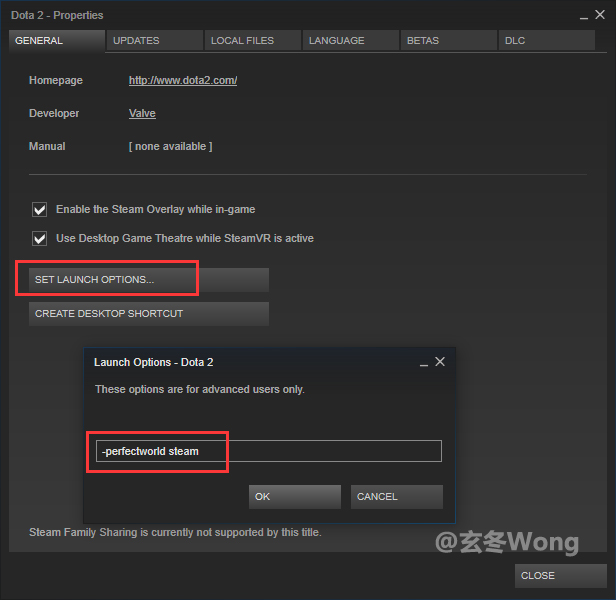 Dota 2 - Properties
GENERAL
UPDATES
LOCAL FILES
LANGUAGE
BETAS
DLC
Homepage
http://www.dota2.com/
Developer
Valve
Manual
[ none available ]
Enable the Steam Overlay while in-game
Use Desktop Game Theatre while SteamVR is active
SET LAUNCH OPTIONS...
CREATE DESKTOP SHORTCUT
Launch Options - Dota 2
These options are for advanced users only.
-perfectworld steam
OK
CANCEL
Steam Family Sharing is currently not supported by this title.
@玄冬Wong
CLOSE